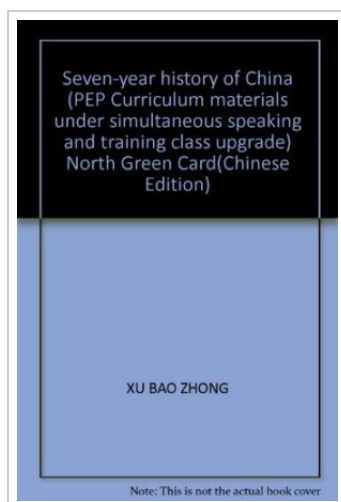 Seven-year history of China
(PEP Curriculum materials
under simultaneous speaking
and training class upgrade)
North Green Card(Chinese
Edition)
XU BAO ZHONG
Note: This is not the actual book cover